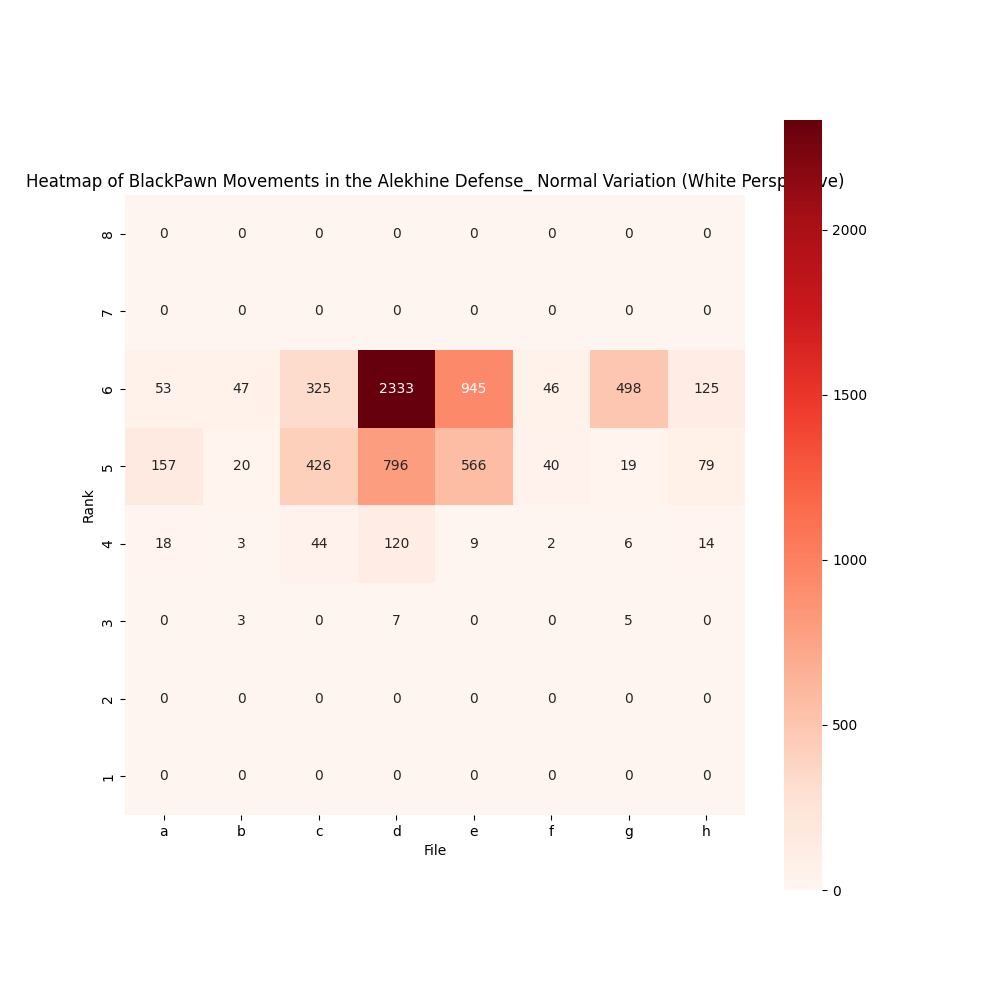 Heatmap of BlackPawn Movements in the Alekhine Defense_ Normal Variation (White Perspective)
8 0 0 0 0 0 0 0 0
7 0 0 0 0 0 0 0 0
6 53 47 325 2333 945 46 498 125
5 157 20 426 796 566 40 19 79
4 18 3 44 120 9 2 6 14
3 0 3 0 7 0 0 5 0
2 0 0 0 0 0 0 0 0
1 0 0 0 0 0 0 0 0
a b c d e f g h
File
Rank
2000
1500
1000
500
0